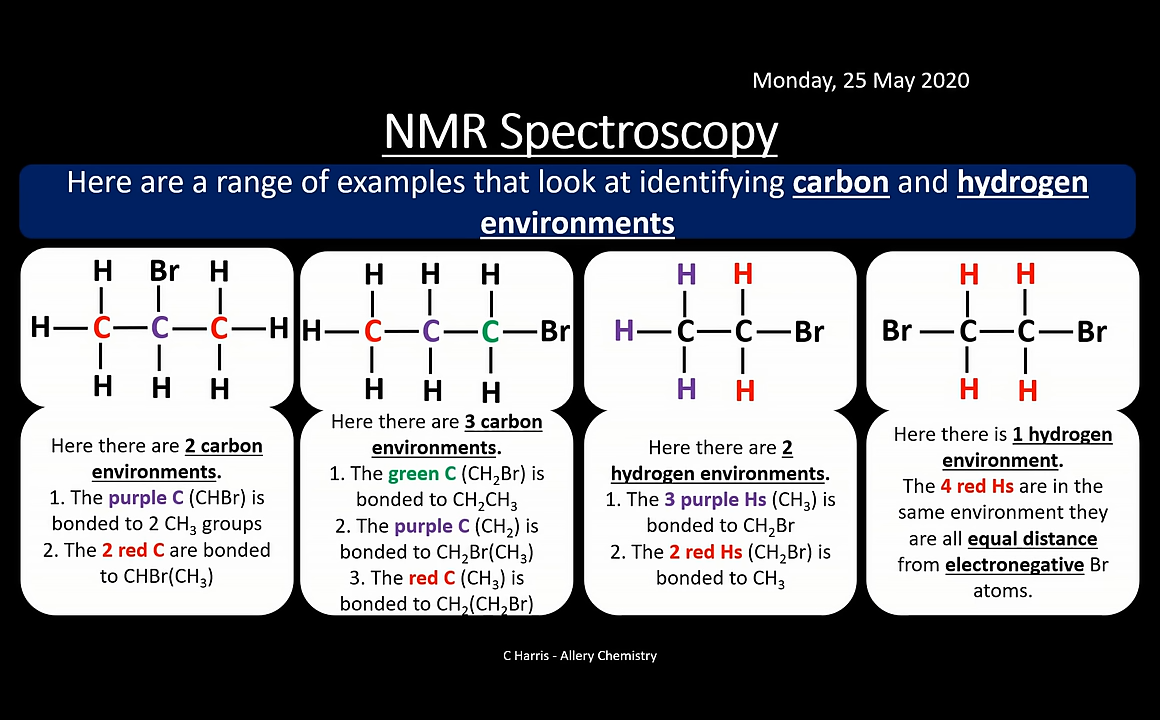 Monday, 25 May 2020
NMR Spectroscopy
Here are a range of examples that look at identifying carbon and hydrogen
environments
H Br H
H—C—C—C—H
H H H
Here there are 2 carbon
environments.
1. The purple C (CHBr) is
bonded to 2 CH₃ groups
2. The 2 red C are bonded
to CHBr(CH₃)
H H H
H—C—C—C—Br
H H H
Here there are 3 carbon
environments.
1. The green C (CH₂Br) is
bonded to CH₂CH₃
2. The purple C (CH₂) is
bonded to CH₂Br(CH₃)
3. The red C (CH₃) is
bonded to CH₂(CH₂Br)
H H
H—C—C—Br
H H
Here there are 2
hydrogen environments.
1. The 3 purple Hs (CH₃) is
bonded to CH₂Br
2. The 2 red Hs (CH₂Br) is
bonded to CH₃
H H
Br—C—C—Br
H H
Here there is 1 hydrogen
environment.
The 4 red Hs are in the
same environment they
are all equal distance
from electronegative Br
atoms.
C Harris - Allery Chemistry